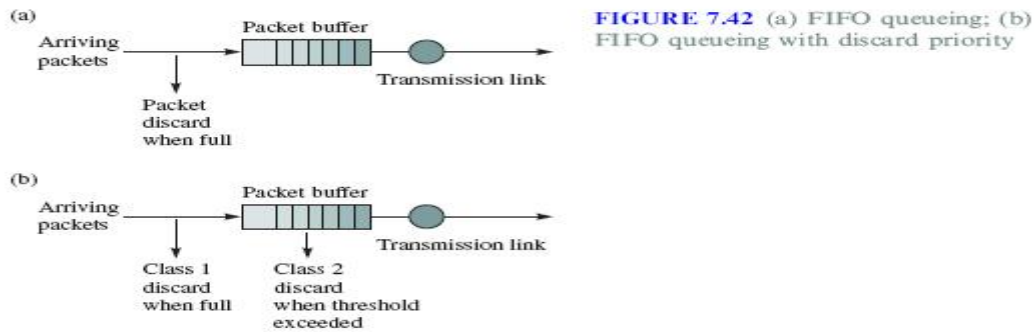 (a)
Packet buffer
Arriving
packets
Transmission link
Packet
discard
when full
FIGURE 7.42 (a) FIFO queueing; (b)
FIFO queueing with discard priority
(b)
Packet buffer
Arriving
packets
Transmission link
Class 1
discard
when full
Class 2
discard
when threshold
exceeded